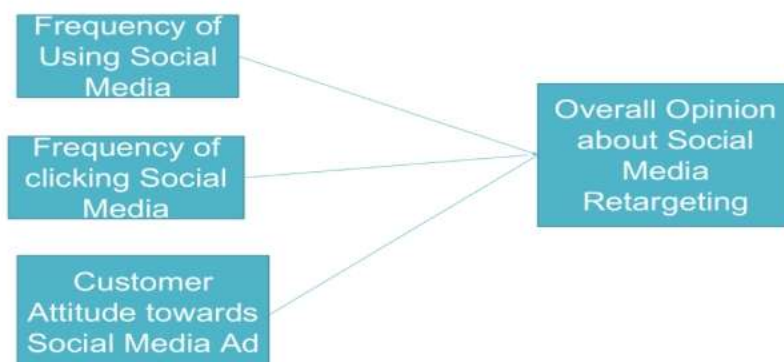 Frequency of
Using Social
Media
Frequency of
clicking Social
Media
Customer
Attitude towards
Social Media Ad
Overall Opinion
about Social
Media
Retargeting